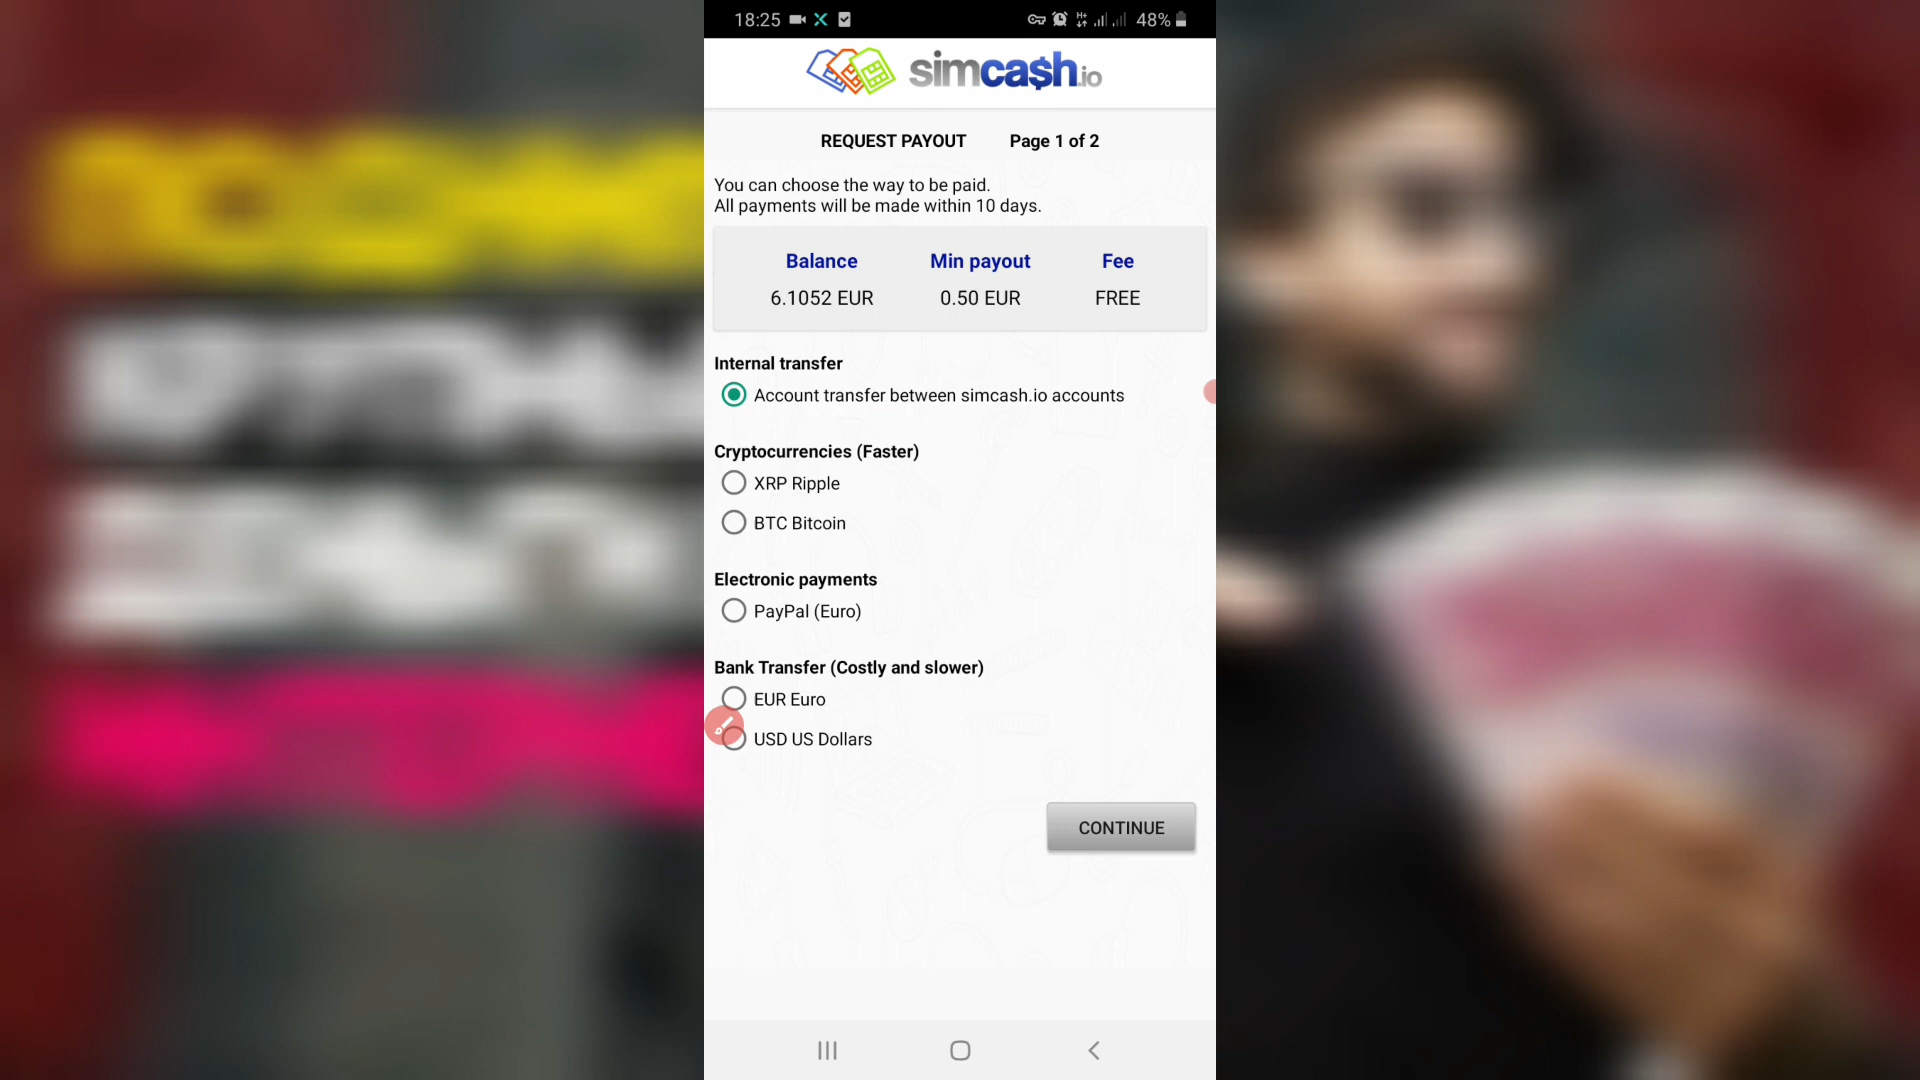 18:25
48%
simca$h.io
REQUEST PAYOUT Page 1 of 2
You can choose the way to be paid.
All payments will be made within 10 days.
Balance Min payout Fee
6.1052 EUR 0.50 EUR FREE
Internal transfer
Account transfer between simcash.io accounts
Cryptocurrencies (Faster)
XRP Ripple
BTC Bitcoin
Electronic payments
PayPal (Euro)
Bank Transfer (Costly and slower)
EUR Euro
USD US Dollars
CONTINUE